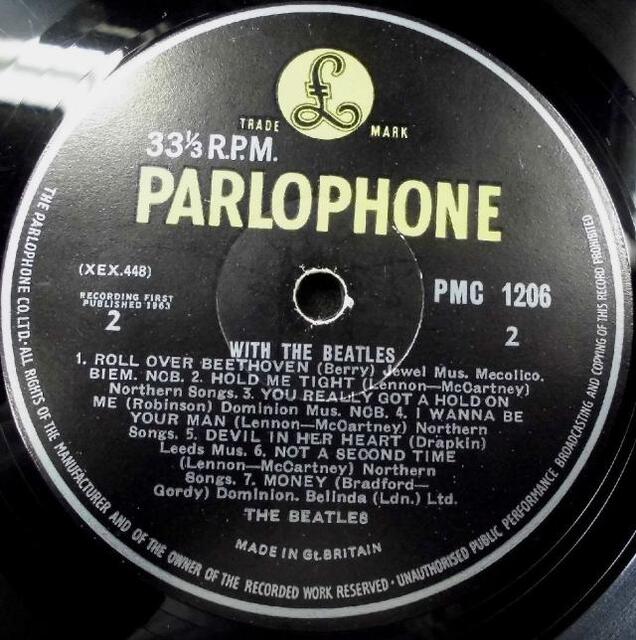 £
TRADE MARK
33⅓ R.P.M.
PARLOPHONE
(XEX.448)
RECORDING FIRST
PUBLISHED 1963
2
PMC 1206
2
WITH THE BEATLES
1. ROLL OVER BEETHOVEN (Berry) Jewel Mus. Mecolico.
BIEM. NCB. 2. HOLD ME TIGHT (Lennon—McCartney)
Northern Songs. 3. YOU REALLY GOT A HOLD ON
ME (Robinson) Dominion Mus. NCB. 4. I WANNA BE
YOUR MAN (Lennon—McCartney) Northern
Songs. 5. DEVIL IN HER HEART (Drapkin)
Leeds Mus. 6. NOT A SECOND TIME
(Lennon—McCartney) Northern
Songs. 7. MONEY (Bradford—
Gordy) Dominion. Belinda (Ldn.) Ltd.
THE BEATLES
MADE IN Gt. BRITAIN
THE PARLOPHONE CO. LTD. ALL RIGHTS OF THE MANUFACTURER AND OF THE OWNER OF THE RECORDED WORK RESERVED · UNAUTHORISED PUBLIC PERFORMANCE BROADCASTING AND COPYING OF THIS RECORD PROHIBITED